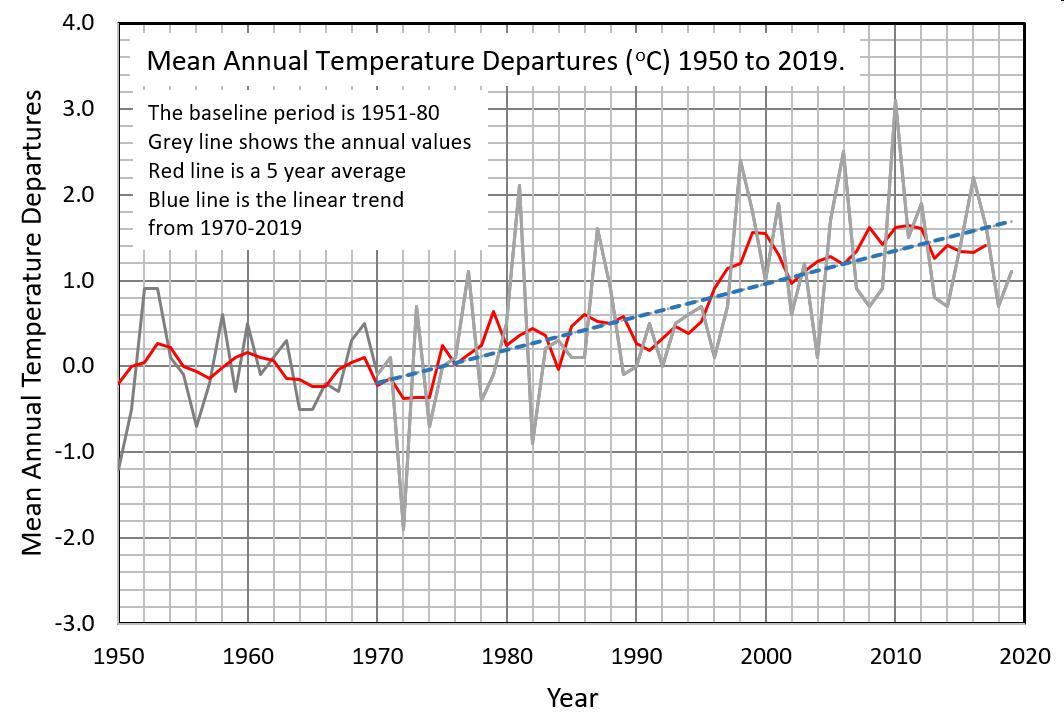 Mean Annual Temperature Departures (°C) 1950 to 2019.
The baseline period is 1951-80
Grey line shows the annual values
Red line is a 5 year average
Blue line is the linear trend
from 1970-2019
Mean Annual Temperature Departures
4.0
3.0
2.0
1.0
0.0
-1.0
-2.0
-3.0
1950 1960 1970 1980 1990 2000 2010 2020
Year